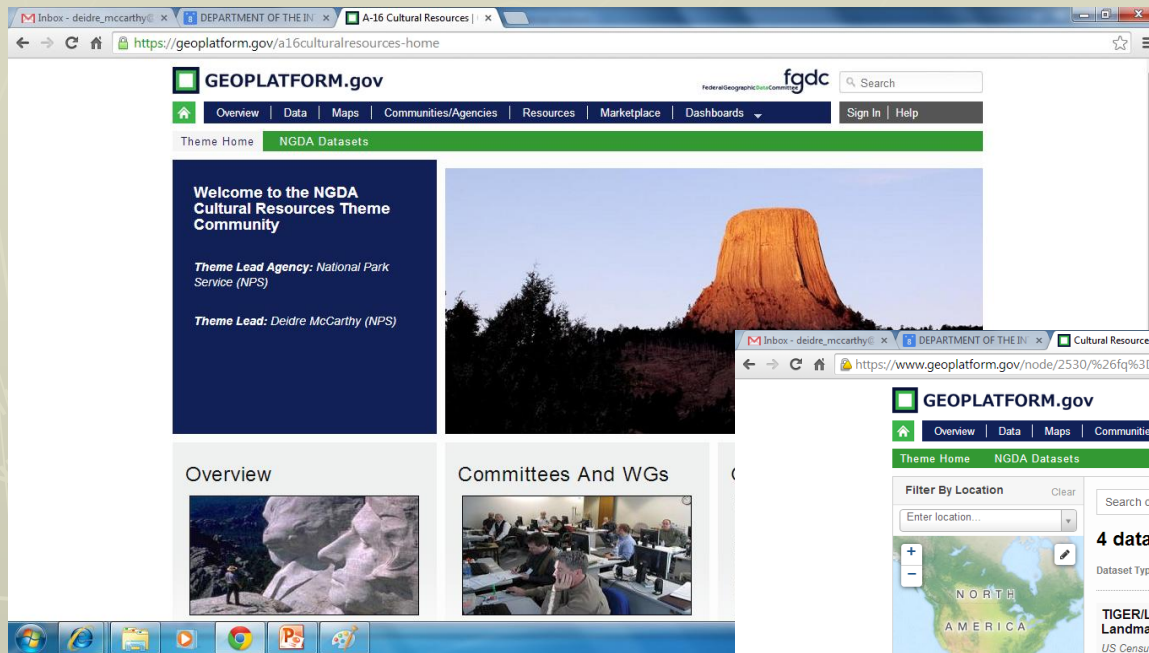 Inbox - deidre_mccarthy@
DEPARTMENT OF THE IN
A-16 Cultural Resources |
https://geoplatform.gov/a16culturalresources-home
GEOPLATFORM.gov
fgdc
Federal Geographic Data Committee
Search
Overview | Data | Maps | Communities/Agencies | Resources | Marketplace | Dashboards
Sign In | Help
Theme Home NGDA Datasets
Welcome to the NGDA
Cultural Resources Theme
Community
Theme Lead Agency: National Park
Service (NPS)
Theme Lead: Deidre McCarthy (NPS)
Overview
Committees And WGs
Inbox - deidre_mccarthy@
DEPARTMENT OF THE IN
Cultural Resource
https://www.geoplatform.gov/node/2530/%26fq%3D
GEOPLATFORM.gov
Overview | Data | Maps | Communitie
Theme Home NGDA Datasets
Filter By Location Clear
Enter location...
Search
4 data
Dataset Typ
+
-
NORTH
AMERICA
TIGER/L
Landma
US Census